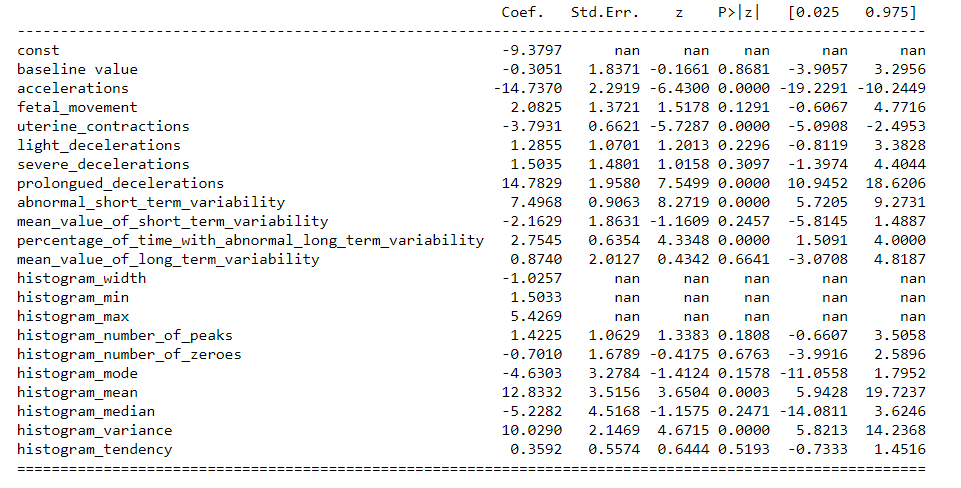 Coef. Std.Err. z P>|z| [0.025 0.975]
------------------------------------------------------------------------------------------
const -9.3797 nan nan nan nan nan
baseline value -0.3051 1.8371 -0.1661 0.8681 -3.9057 3.2956
accelerations -14.7370 2.2919 -6.4300 0.0000 -19.2291 -10.2449
fetal_movement 2.0825 1.3721 1.5178 0.1291 -0.6067 4.7716
uterine_contractions -3.7931 0.6621 -5.7287 0.0000 -5.0908 -2.4953
light_decelerations 1.2855 1.0701 1.2013 0.2296 -0.8119 3.3828
severe_decelerations 1.5035 1.4801 1.0158 0.3097 -1.3974 4.4044
prolongued_decelerations 14.7829 1.9580 7.5499 0.0000 10.9452 18.6206
abnormal_short_term_variability 7.4968 0.9063 8.2719 0.0000 5.7205 9.2731
mean_value_of_short_term_variability -2.1629 1.8631 -1.1609 0.2457 -5.8145 1.4887
percentage_of_time_with_abnormal_long_term_variability 2.7545 0.6354 4.3348 0.0000 1.5091 4.0000
mean_value_of_long_term_variability 0.8740 2.0127 0.4342 0.6641 -3.0708 4.8187
histogram_width -1.0257 nan nan nan nan nan
histogram_min 1.5033 nan nan nan nan nan
histogram_max 5.4269 nan nan nan nan nan
histogram_number_of_peaks 1.4225 1.0629 1.3383 0.1808 -0.6607 3.5058
histogram_number_of_zeroes -0.7010 1.6789 -0.4175 0.6763 -3.9916 2.5896
histogram_mode -4.6303 3.2784 -1.4124 0.1578 -11.0558 1.7952
histogram_mean 12.8332 3.5156 3.6504 0.0003 5.9428 19.7237
histogram_median -5.2282 4.5168 -1.1575 0.2471 -14.0811 3.6246
histogram_variance 10.0290 2.1469 4.6715 0.0000 5.8213 14.2368
histogram_tendency 0.3592 0.5574 0.6444 0.5193 -0.7333 1.4516
==========================================================================================